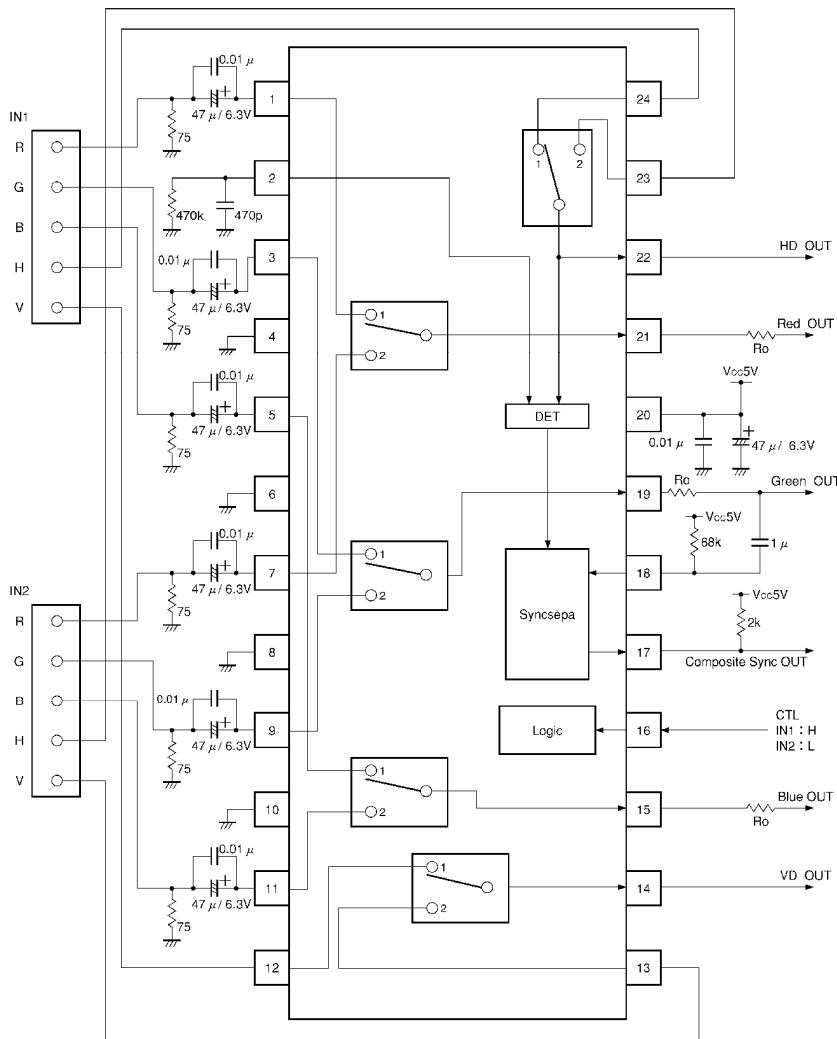 0.01 μ
1
47 μ/6.3V
75
24
IN1
R
G
B
H
V
1
2
2
470k
470p
23
0.01 μ
3
47 μ/ 6.3V
75
22
HD OUT
4
1
2
21
Red OUT
Ro
0.01 μ
5
47 μ/6.3V
75
DET
20
Vcc5V
0.01 μ
47 μ/ 6.3V
6
19
Ro
Green OUT
0.01 μ
7
47 μ/6.3V
75
1
2
Vcc5V
68k
1 μ
18
IN2
R
G
B
H
V
Syncsepa
8
Vcc5V
2k
17
Composite Sync OUT
0.01 μ
9
47 μ/6.3V
75
Logic
16
CTL
IN1 : H
IN2 : L
10
1
2
15
Blue OUT
Ro
0.01 μ
11
47 μ/6.3V
75
1
2
14
VD OUT
12
13